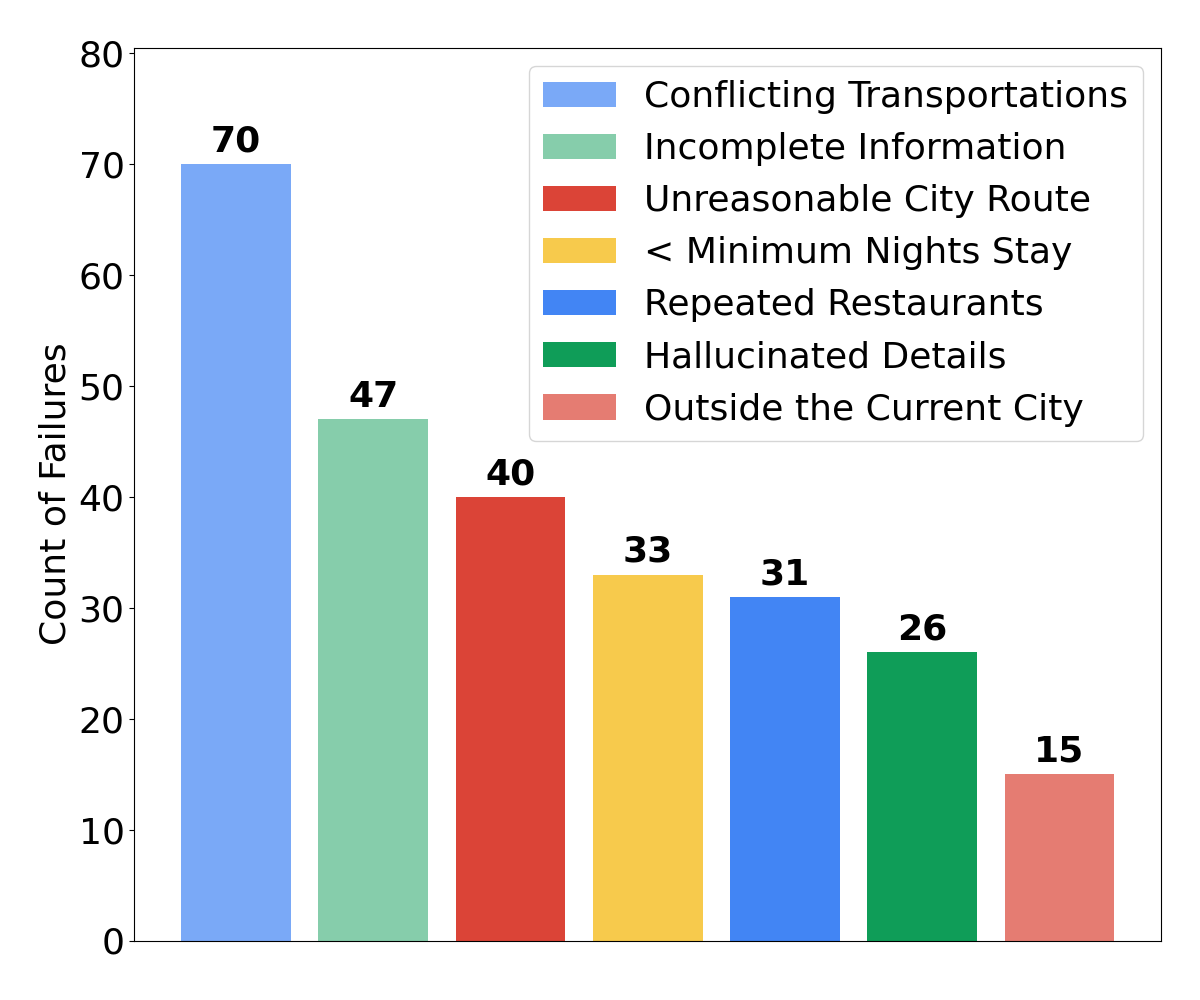 80
70
60
50
40
30
20
10
0
Count of Failures
70
47
40
33
31
26
15
Conflicting Transportations
Incomplete Information
Unreasonable City Route
< Minimum Nights Stay
Repeated Restaurants
Hallucinated Details
Outside the Current City